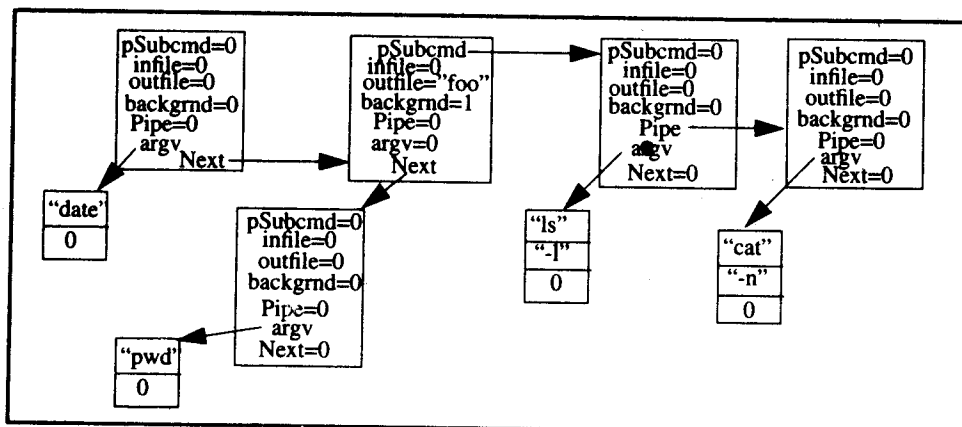 pSubcmd=0
infile=0
outfile=0
backgrnd=0
Pipe=0
argv
Next
pSubcmd
infile=0
outfile="foo"
backgrnd=1
Pipe=0
argv=0
Next
pSubcmd=0
infile=0
outfile=0
backgrnd=0
Pipe
argv
Next=0
pSubcmd=0
infile=0
outfile=0
backgrnd=0
Pipe=0
argv
Next=0
“date’
0
pSubcmd=0
infile=0
outfile=0
backgrnd=0
Pipe=0
argv
Next=0
“ls”
“-l”
0
“cat”
“-n”
0
“pwd”
0